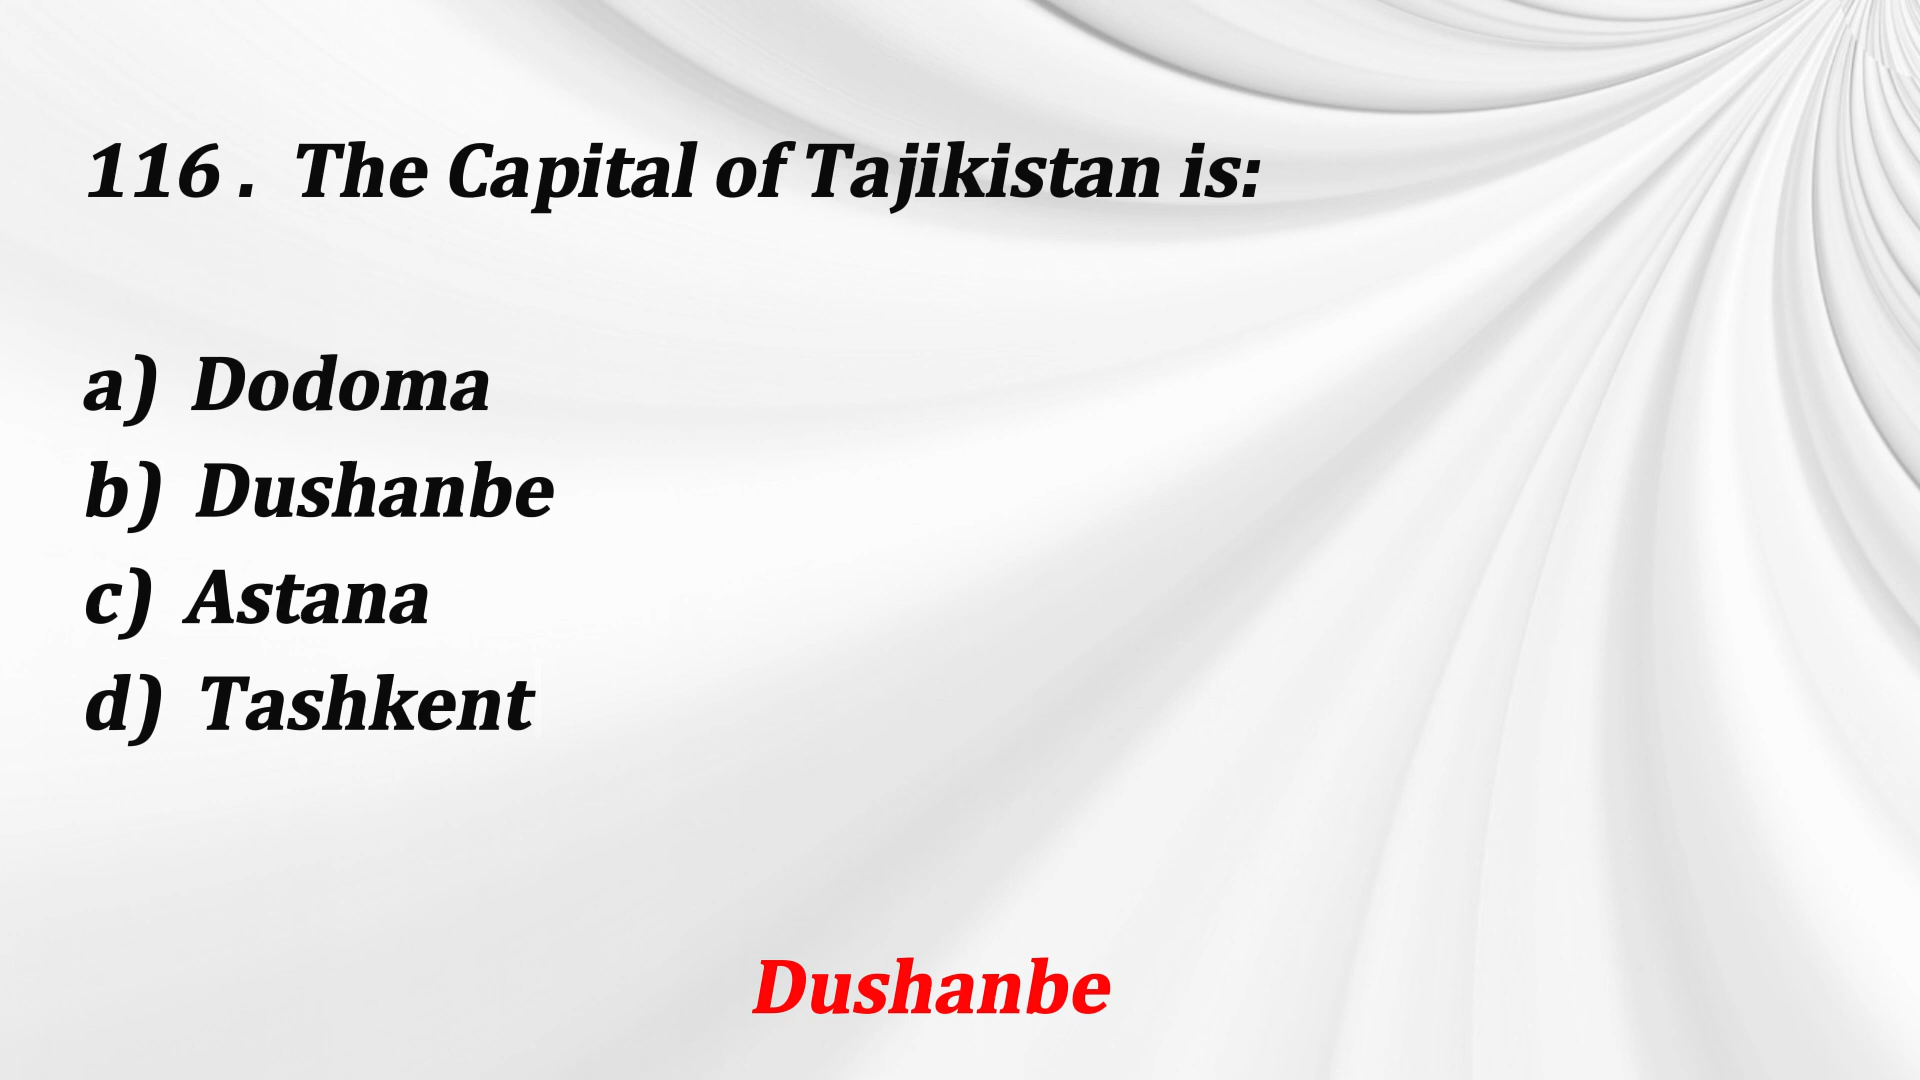 116 . The Capital of Tajikistan is:
a) Dodoma
b) Dushanbe
c) Astana
d) Tashkent
Dushanbe